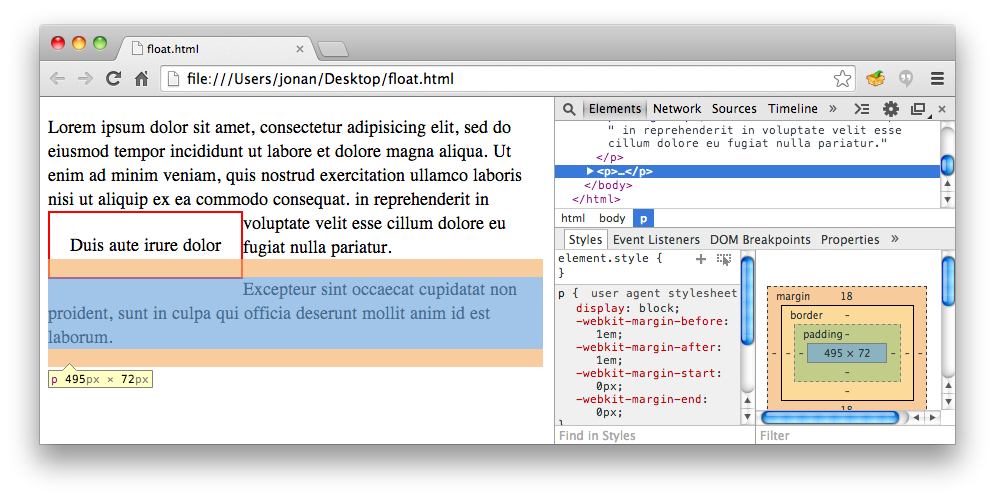 float.html
file:///Users/jonan/Desktop/float.html
Lorem ipsum dolor sit amet, consectetur adipisicing elit, sed do
eiusmod tempor incididunt ut labore et dolore magna aliqua. Ut
enim ad minim veniam, quis nostrud exercitation ullamco laboris
nisi ut aliquip ex ea commodo consequat. in reprehenderit in
voluptate velit esse cillum dolore eu
Duis aute irure dolor
fugiat nulla pariatur.
Excepteur sint occaecat cupidatat non
proident, sunt in culpa qui officia deserunt mollit anim id est
laborum.
p 495px × 72px
Elements Network Sources Timeline »
" in reprehenderit in voluptate velit esse
cillum dolore eu fugiat nulla pariatur."
</p>
<p>…</p>
</body>
</html>
html body p
Styles Event Listeners DOM Breakpoints Properties »
element.style {
}
p { user agent stylesheet
display: block;
-webkit-margin-before:
1em;
-webkit-margin-after:
1em;
-webkit-margin-start:
0px;
-webkit-margin-end:
0px;
}
Find in Styles
margin 18
border -
padding -
- - - 495 × 72 - - -
-
-
18
Filter